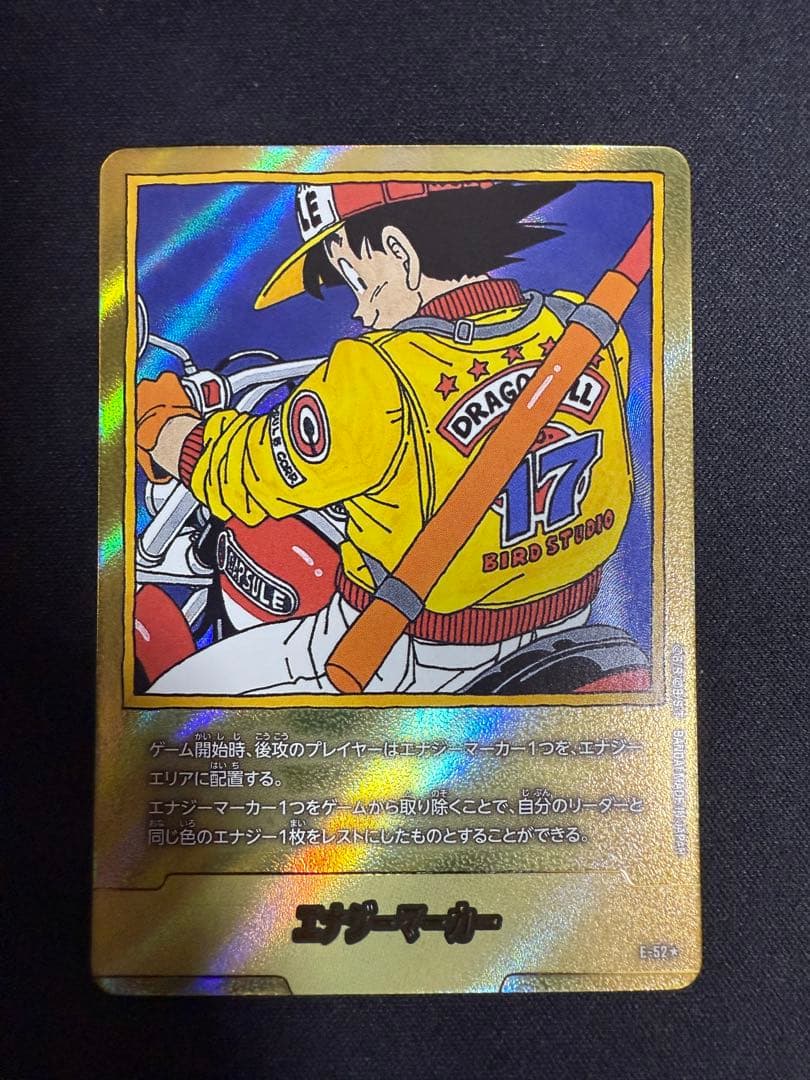 LE
DRAGO LL
17
BIRD STUDIO
CORP.
CAPSULE
ゲーム開始時、後攻のプレイヤーはエナジーマーカー1つを、エナジー
エリアに配置する。
エナジーマーカー1つをゲームから取り除くことで、自分のリーダーと
同じ色のエナジー1枚をレストにしたものとすることができる。
エナジーマーカー
E-52★